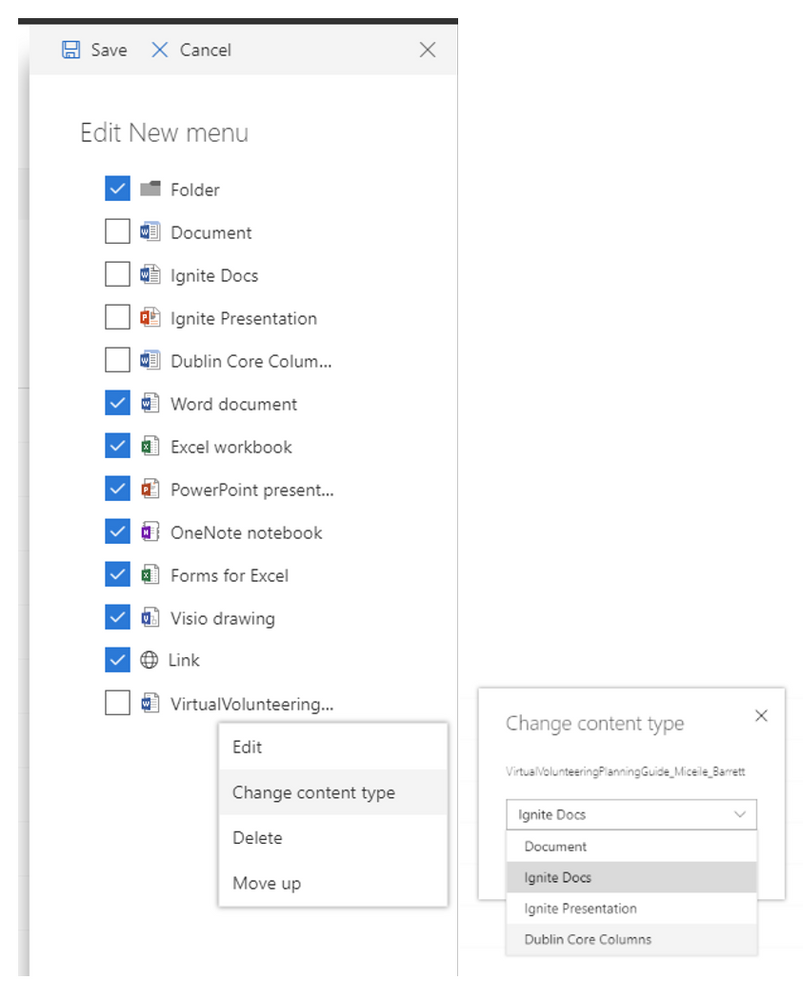 Save Cancel
Edit New menu
Folder
Document
Ignite Docs
Ignite Presentation
Dublin Core Colum...
Word document
Excel workbook
PowerPoint present...
OneNote notebook
Forms for Excel
Visio drawing
Link
VirtualVolunteering...
Edit
Change content type
Delete
Move up
Change content type
VirtualVolunteeringPlanningGuide_Miceile_Barrett
Ignite Docs
Document
Ignite Docs
Ignite Presentation
Dublin Core Columns